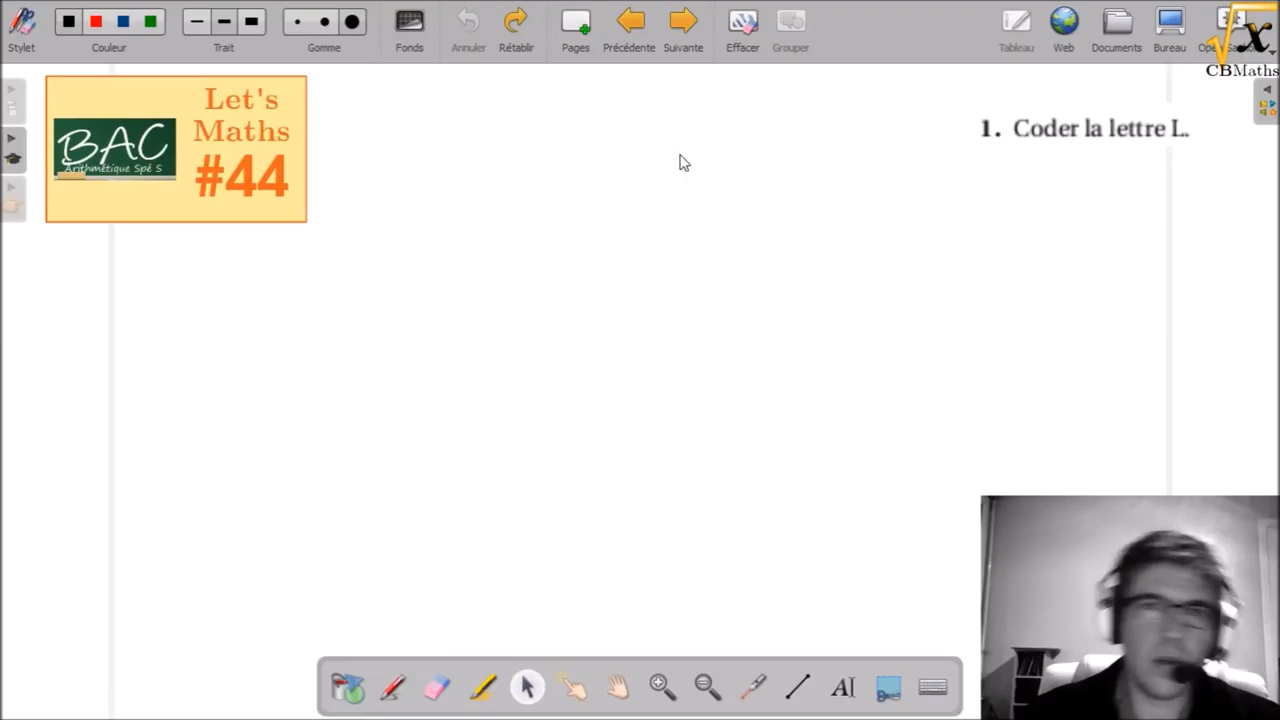 Stylet
Couleur
Trait
Gomme
Fonds
Annuler
Rétablir
Pages
Précédente
Suivante
Effacer
Grouper
Tableau
Web
Documents
Bureau
CBMaths
BAC
Arithmétique Spé S
Let's
Maths
#44
1. Coder la lettre L.